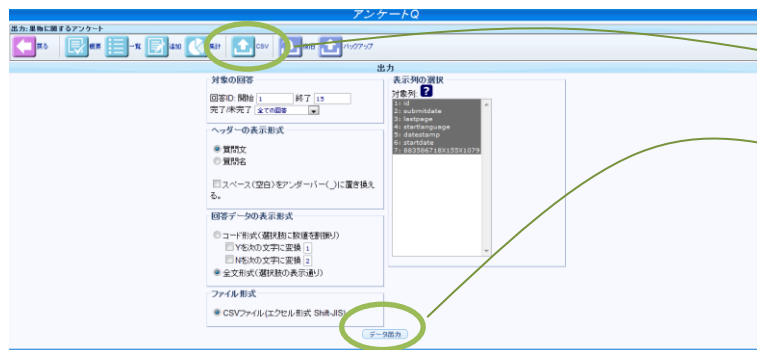 アンケートQ
出力: 果物に関するアンケート
戻る 概要 一覧 追加 集計 CSV 復旧 バックアップ
出力
対象の回答
回答ID: 開始 1 終了 15
完了/未完了 全ての回答
ヘッダーの表示形式
質問文
質問名
スペース(空白)をアンダーバー(_)に置き換え
る。
回答データの表示形式
コード形式(選択肢に数値を割振り)
Yを次の文字に変換 1
Nを次の文字に変換 2
全文形式(選択肢の表示通り)
ファイル形式
CSVファイル(エクセル形式 Shift-JIS)
表示列の選択
対象列: ?
1: id
2: submitdate
3: lastpage
4: startlanguage
5: datestamp
6: startdate
7: 883586718X155X1079
データ出力